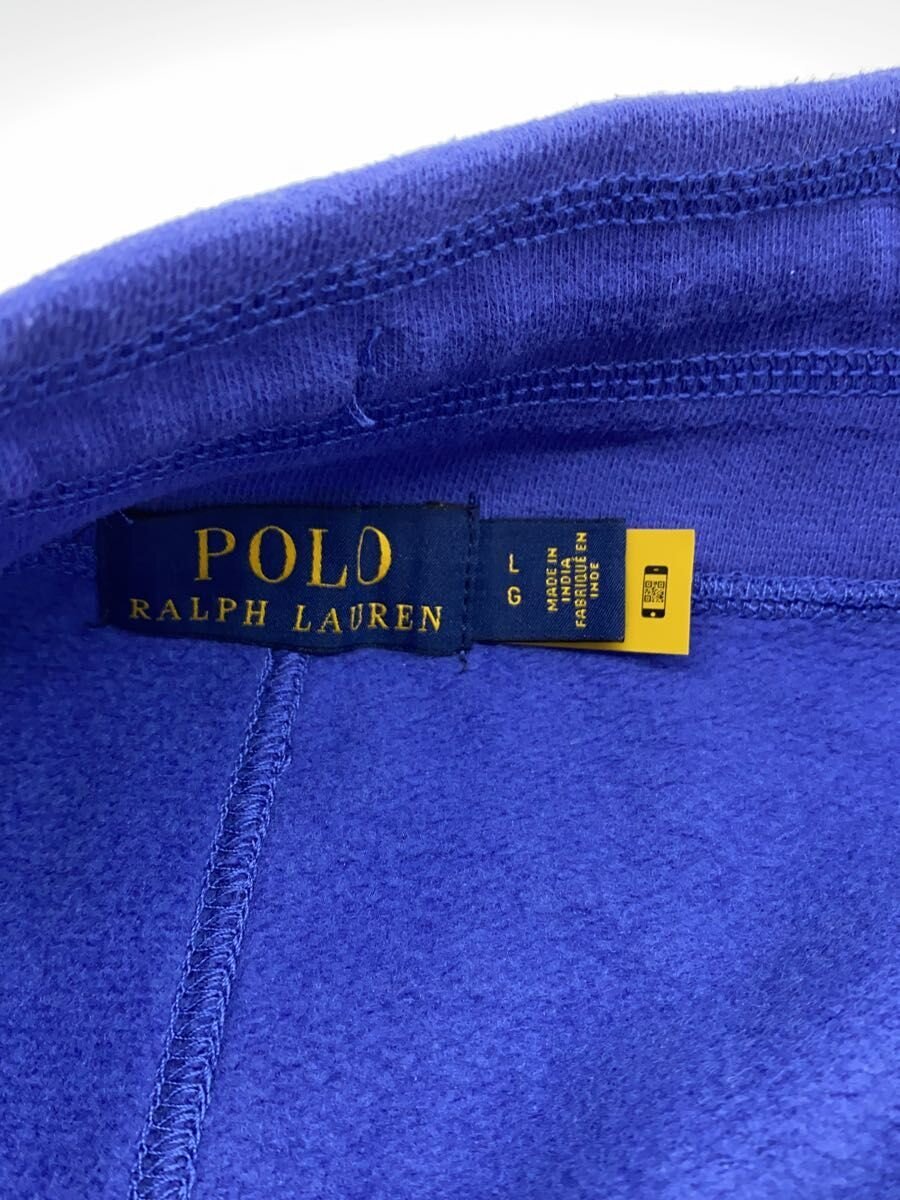 POLO
RALPH LAUREN
L
G
MADE IN
INDIA
FABRIQUÉ EN
INDE